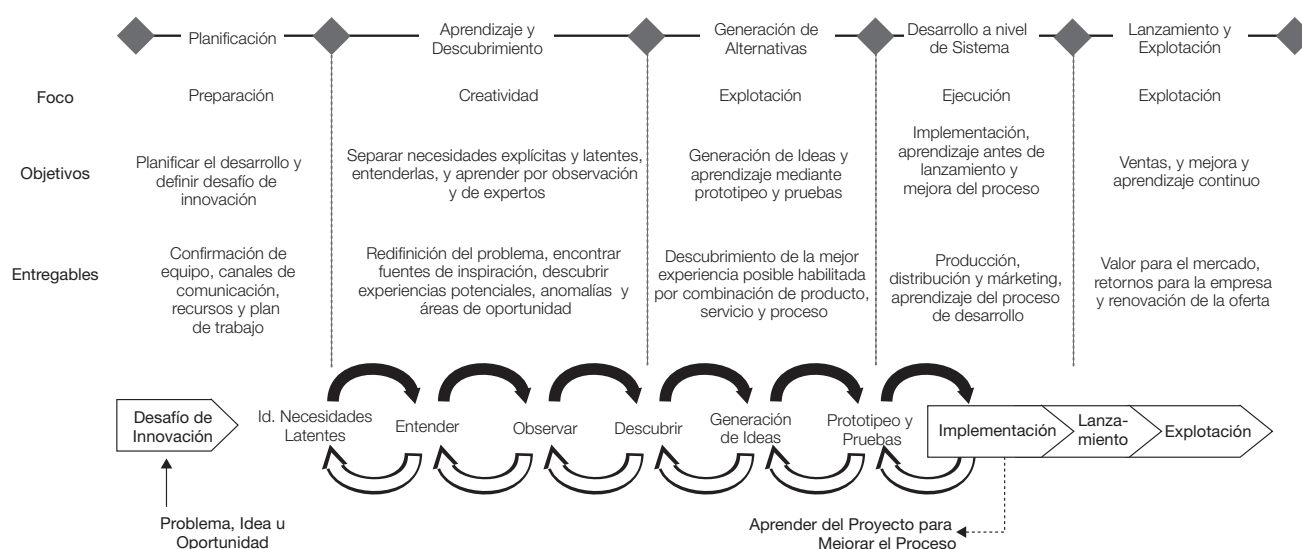 Planificación
Aprendizaje y
Descubrimiento
Generación de
Alternativas
Desarrollo a nivel
de Sistema
Lanzamiento y
Explotación
Foco
Preparación
Creatividad
Explotación
Ejecución
Explotación
Objetivos
Planificar el desarrollo y
definir desafío de
innovación
Separar necesidades explícitas y latentes,
entenderlas, y aprender por observación
y de expertos
Generación de Ideas y
aprendizaje mediante
prototipeo y pruebas
Implementación,
aprendizaje antes de
lanzamiento y
mejora del proceso
Ventas, y mejora y
aprendizaje continuo
Entregables
Confirmación de
equipo, canales de
comunicación,
recursos y plan
de trabajo
Redifinición del problema, encontrar
fuentes de inspiración, descubrir
experiencias potenciales, anomalías y
áreas de oportunidad
Descubrimiento de la mejor
experiencia posible habilitada
por combinación de producto,
servicio y proceso
Producción,
distribución y márketing,
aprendizaje del proceso
de desarrollo
Valor para el mercado,
retornos para la empresa
y renovación de la oferta
Desafío de
Innovación
Id. Necesidades
Latentes
Entender
Observar
Descubrir
Generación
de Ideas
Prototipeo y
Pruebas
Implementación
Lanza-
miento
Explotación
Problema, Idea u
Oportunidad
Aprender del Proyecto para
Mejorar el Proceso